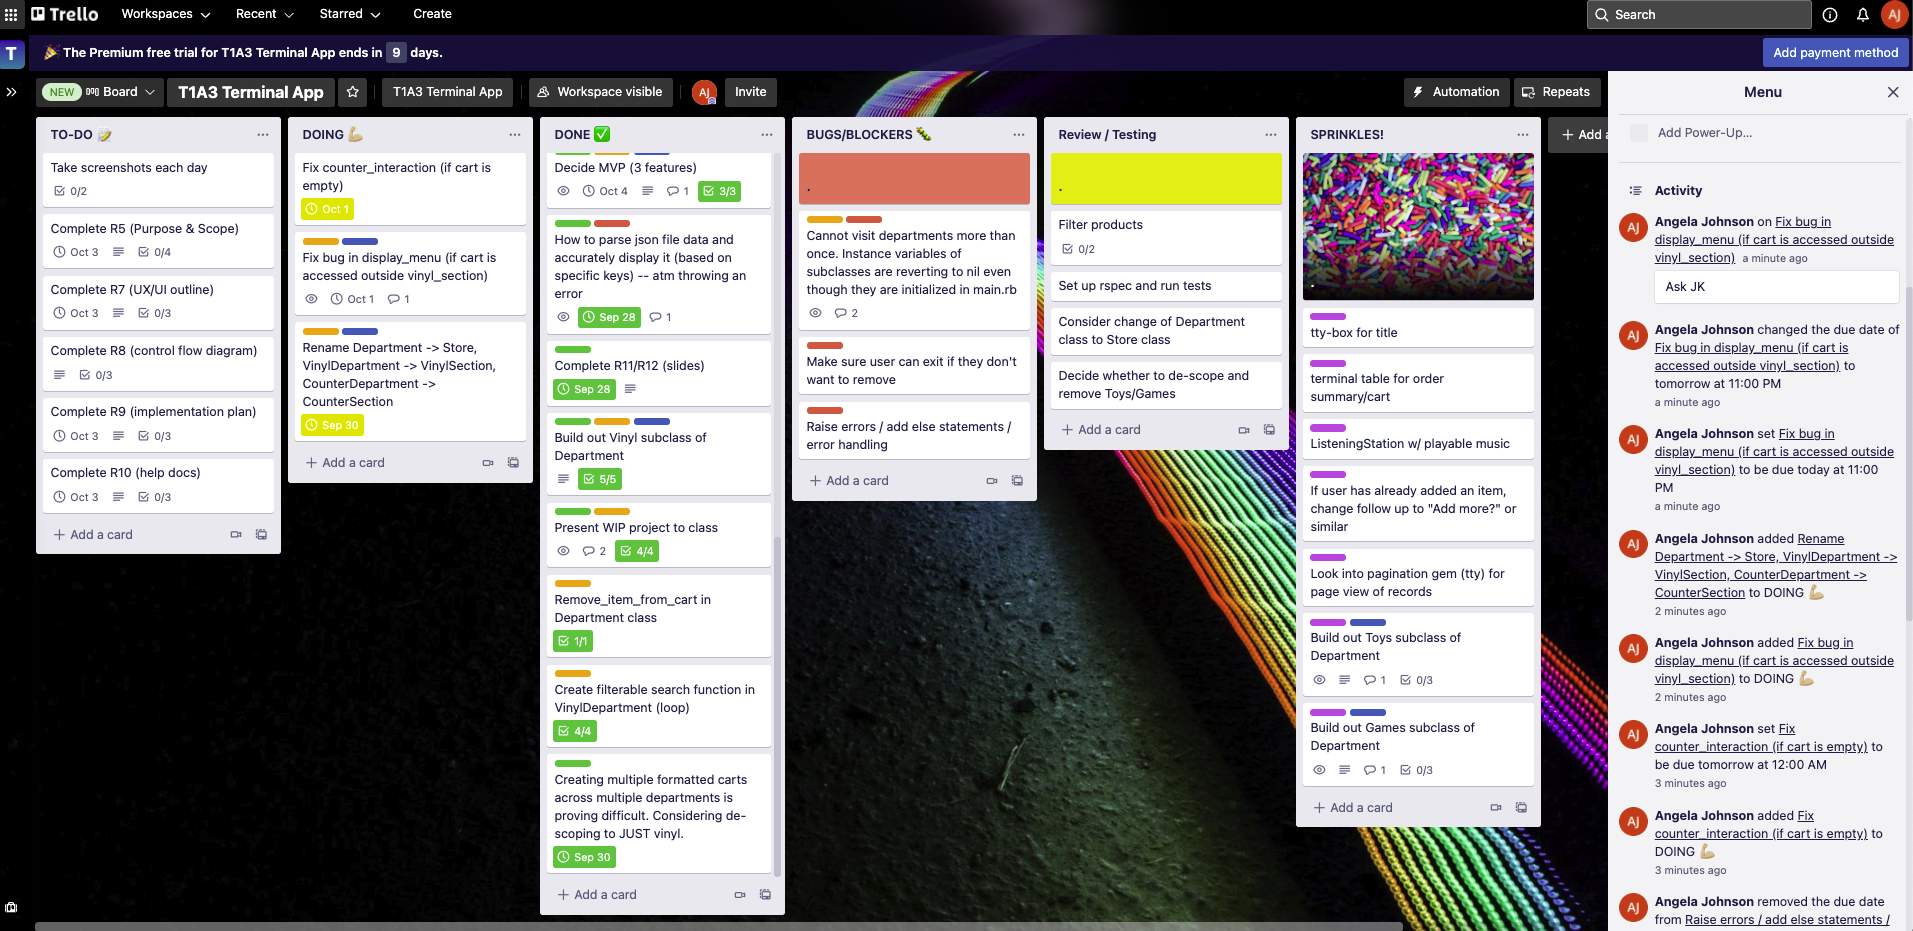 Trello
Workspaces
Recent
Starred
Create
Search
AJ
T
The Premium free trial for T1A3 Terminal App ends in 9 days.
Add payment method
NEW Board
T1A3 Terminal App
T1A3 Terminal App
Workspace visible
AJ
Invite
Automation
Repeats
TO-DO
Take screenshots each day
0/2
Complete R5 (Purpose & Scope)
Oct 3 0/4
Complete R7 (UX/UI outline)
Oct 3 0/3
Complete R8 (control flow diagram)
0/3
Complete R9 (implementation plan)
Oct 3 0/3
Complete R10 (help docs)
Oct 3 0/3
+ Add a card
DOING
Fix counter_interaction (if cart is
empty)
Oct 1
Fix bug in display_menu (if cart is
accessed outside vinyl_section)
Oct 1 1
Rename Department -> Store,
VinylDepartment -> VinylSection,
CounterDepartment ->
CounterSection
Sep 30
+ Add a card
DONE
Decide MVP (3 features)
Oct 4 1 3/3
How to parse json file data and
accurately display it (based on
specific keys) -- atm throwing an
error
Sep 28 1
Complete R11/R12 (slides)
Sep 28
Build out Vinyl subclass of
Department
5/5
Present WIP project to class
2 4/4
Remove_item_from_cart in
Department class
1/1
Create filterable search function in
VinylDepartment (loop)
4/4
Creating multiple formatted carts
across multiple departments is
proving difficult. Considering de-
scoping to JUST vinyl.
Sep 30
+ Add a card
BUGS/BLOCKERS
.
Cannot visit departments more than
once. Instance variables of
subclasses are reverting to nil even
though they are initialized in main.rb
2
Make sure user can exit if they don't
want to remove
Raise errors / add else statements /
error handling
+ Add a card
Review / Testing
.
Filter products
0/2
Set up rspec and run tests
Consider change of Department
class to Store class
Decide whether to de-scope and
remove Toys/Games
+ Add a card
SPRINKLES!
.
tty-box for title
terminal table for order
summary/cart
ListeningStation w/ playable music
If user has already added an item,
change follow up to "Add more?" or
similar
Look into pagination gem (tty) for
page view of records
Build out Toys subclass of
Department
1 0/3
Build out Games subclass of
Department
1 0/3
+ Add a card
+ Add a
Menu
Add Power-Up...
Activity
AJ
Angela Johnson on Fix bug in
display_menu (if cart is accessed outside
vinyl_section) a minute ago
Ask JK
AJ
Angela Johnson changed the due date of
Fix bug in display_menu (if cart is
accessed outside vinyl_section) to
tomorrow at 11:00 PM
a minute ago
AJ
Angela Johnson set Fix bug in
display_menu (if cart is accessed outside
vinyl_section) to be due today at 11:00
PM
a minute ago
AJ
Angela Johnson added Rename
Department -> Store, VinylDepartment ->
VinylSection, CounterDepartment ->
CounterSection to DOING
2 minutes ago
AJ
Angela Johnson added Fix bug in
display_menu (if cart is accessed outside
vinyl_section) to DOING
2 minutes ago
AJ
Angela Johnson set Fix
counter_interaction (if cart is empty) to
be due tomorrow at 12:00 AM
3 minutes ago
AJ
Angela Johnson added Fix
counter_interaction (if cart is empty) to
DOING
3 minutes ago
AJ
Angela Johnson removed the due date
from Raise errors / add else statements /